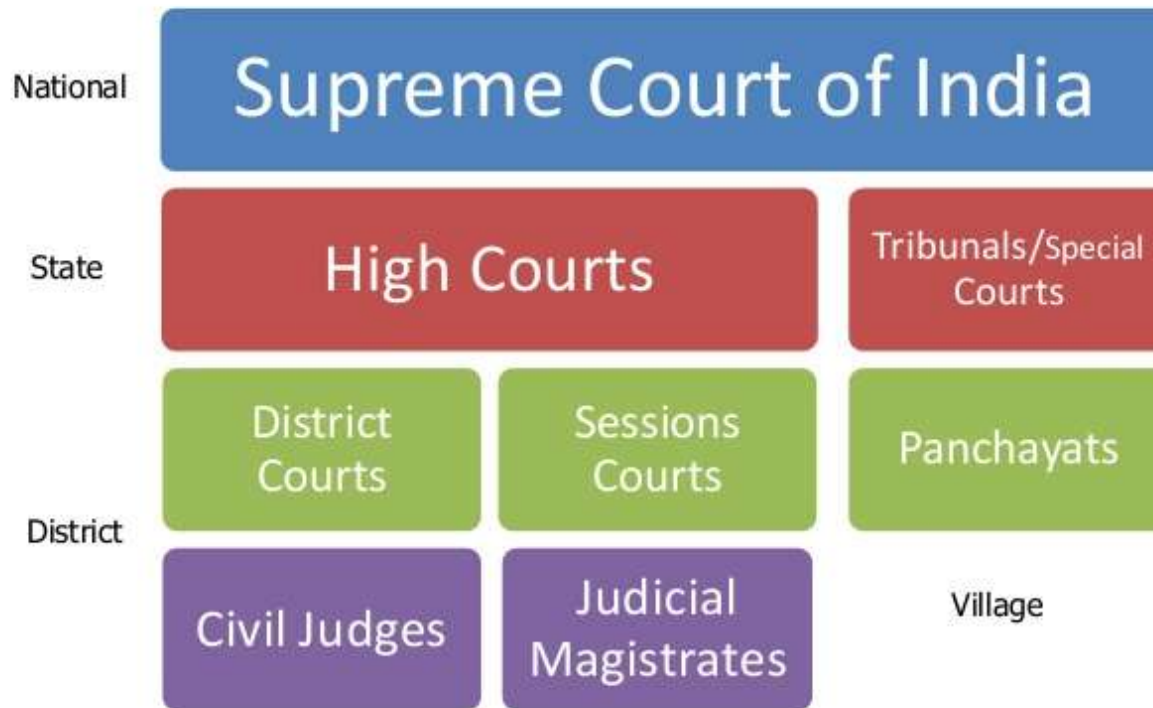 National
Supreme Court of India
State
High Courts
Tribunals/Special
Courts
District
District
Courts
Sessions
Courts
Panchayats
Civil Judges
Judicial
Magistrates
Village